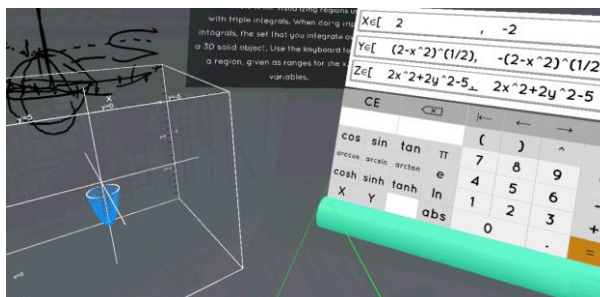 with triple integrals. When doing
integrals, the set that you integrate
a 3D solid object. Use the keyboard to
a region, given as ranges for the
variables.
X∈[ 2 , -2
Y∈[ (2-x^2)^(1/2), -(2-x^2)^(1/2)
Z∈[ 2x^2+2y^2-5 2x^2+2y^2-5
CE
cos sin tan π ( ) ^
arccos arcsin arctan e 7 8 9
cosh sinh tanh ln 4 5 6
X Y abs 1 2 3
0 . =
X
y=0